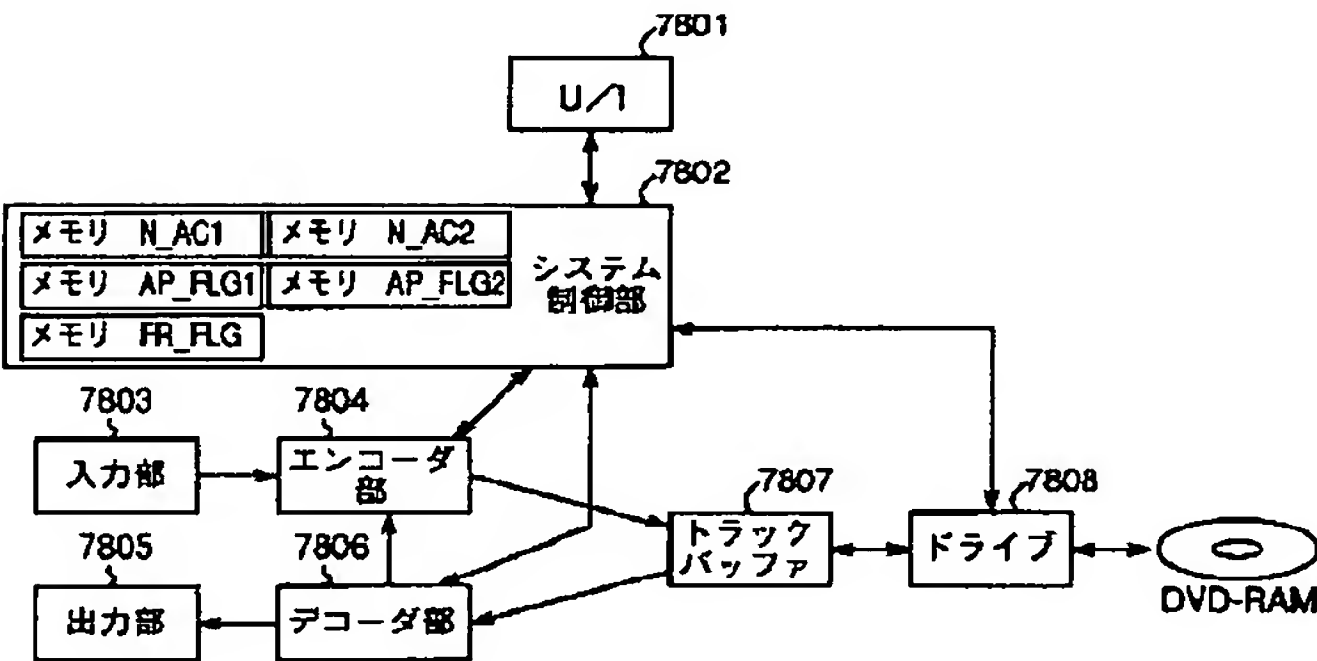 7801
U/I
7802
メモリ N_AC1
メモリ N_AC2
メモリ AP_FLG1
メモリ AP_FLG2
メモリ FR_FLG
システム
制御部
7803
入力部
7804
エンコーダ
部
7805
出力部
7806
デコーダ部
7807
トラック
バッファ
7808
ドライブ
DVD-RAM